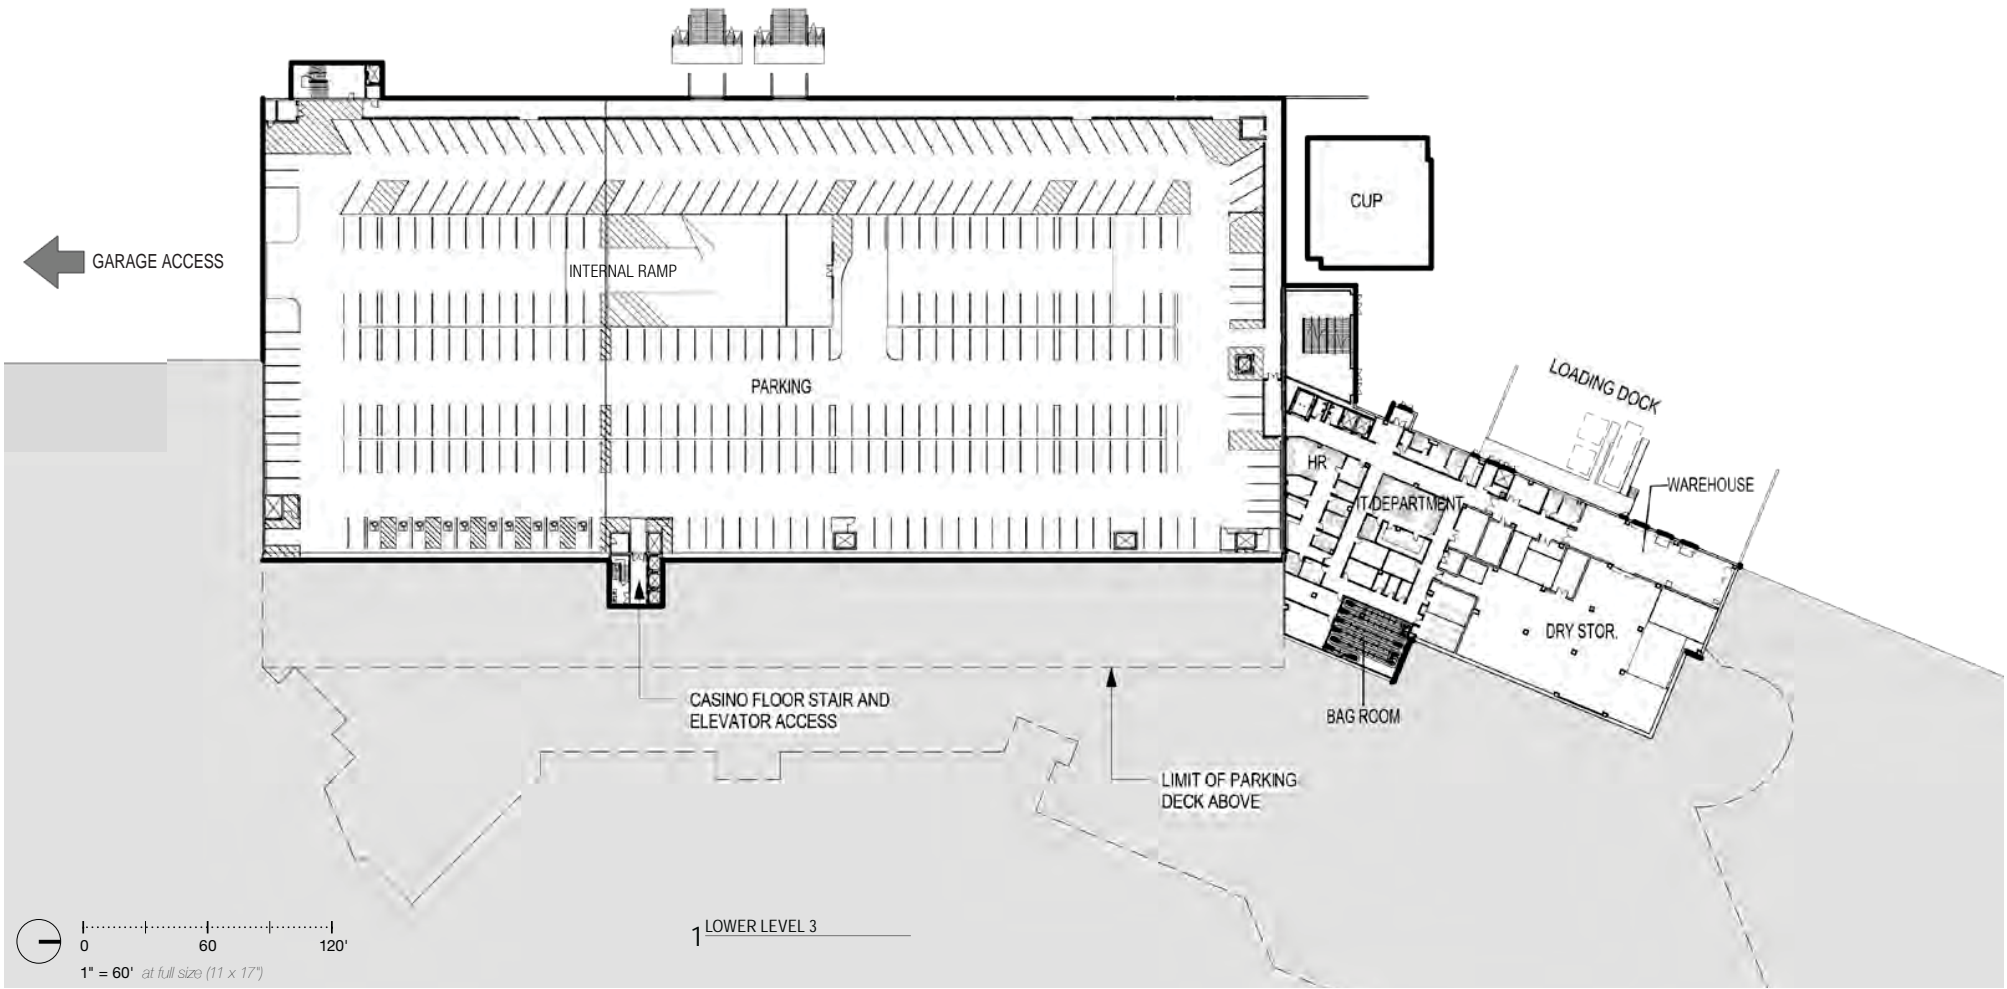 CUP
GARAGE ACCESS
INTERNAL RAMP
PARKING
LOADING DOCK
HR
IT DEPARTMENT
WAREHOUSE
DRY STOR.
CASINO FLOOR STAIR AND
ELEVATOR ACCESS
BAG ROOM
LIMIT OF PARKING
DECK ABOVE
0 60 120'
1" = 60' at full size (11 x 17")
1 LOWER LEVEL 3